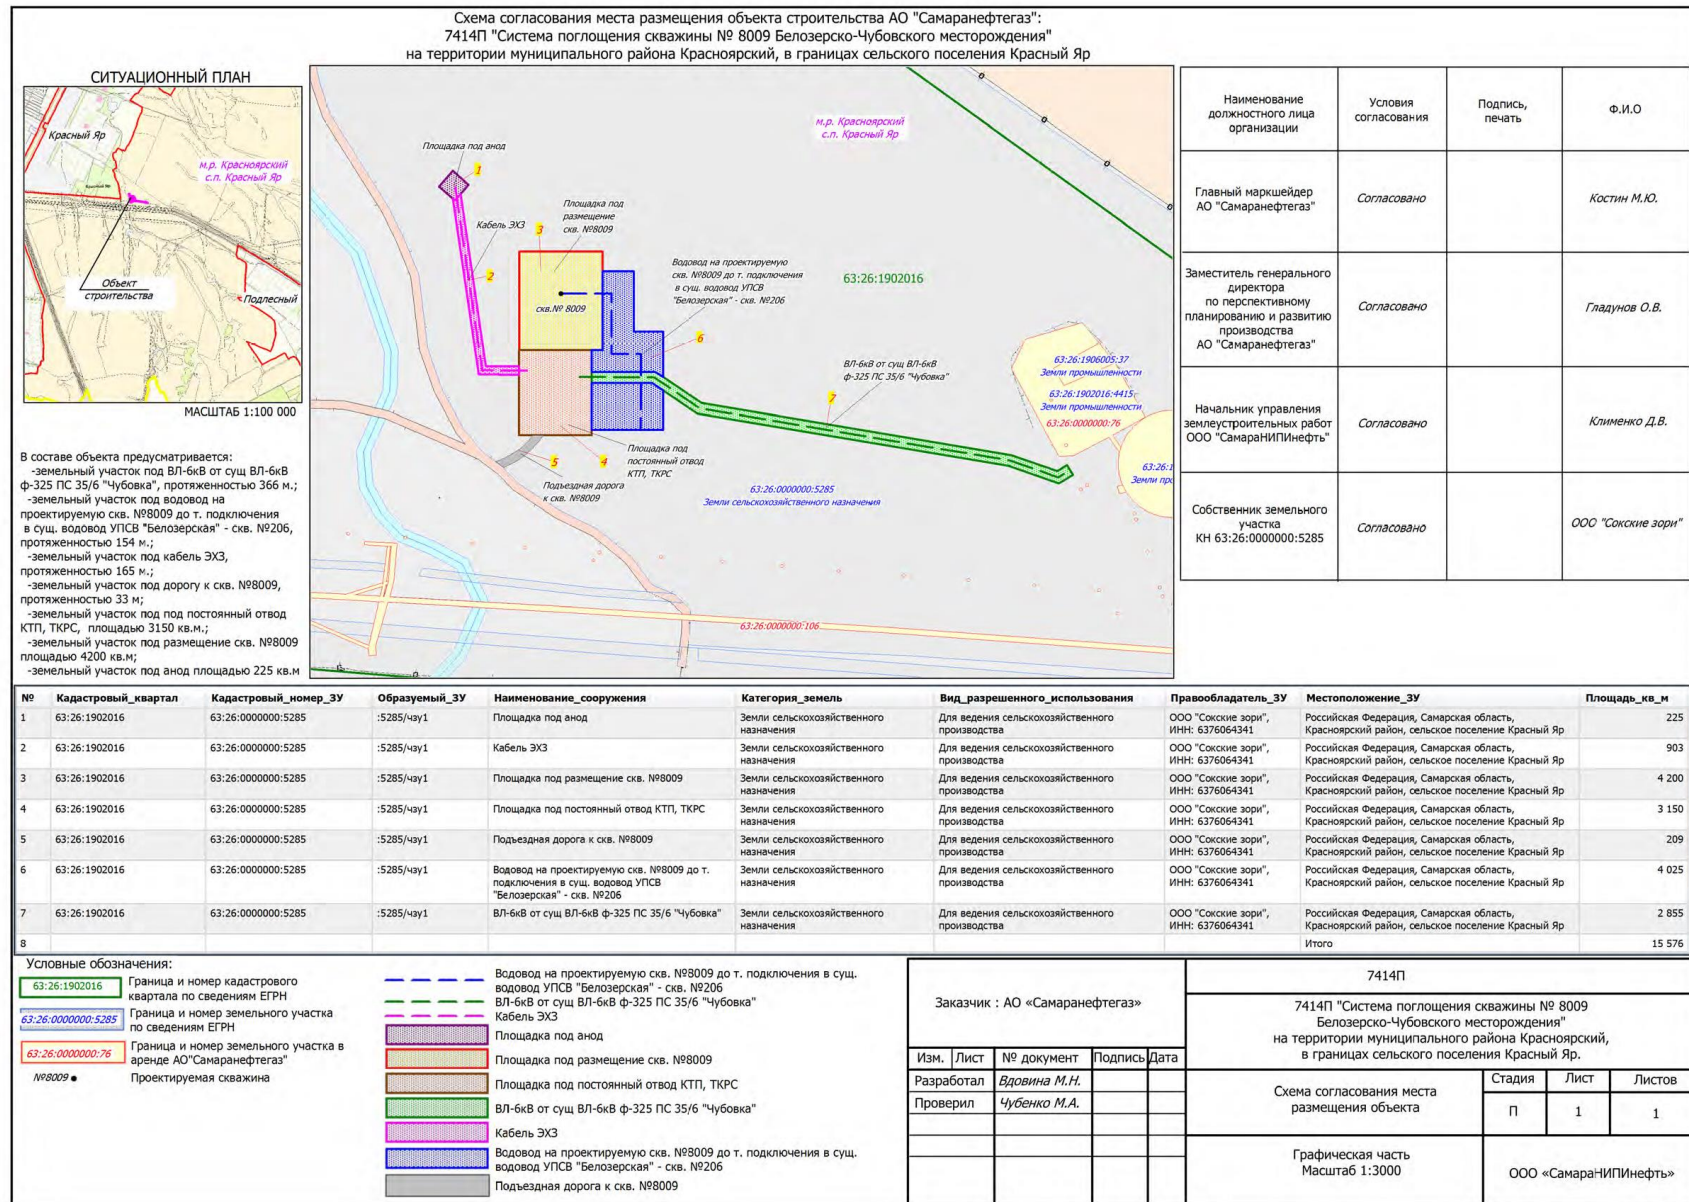 Схема согласования места размещения объекта строительства АО "Самаранефтегаз":
7414П "Система поглощения скважины № 8009 Белозерско-Чубовского месторождения"
на территории муниципального района Красноярский, в границах сельского поселения Красный Яр
СИТУАЦИОННЫЙ ПЛАН
Красный Яр
м.р. Красноярский
с.п. Красный Яр
Объект
строительства
Подлесный
МАСШТАБ 1:100 000
В составе объекта предусматривается:
-земельный участок под ВЛ-6кВ от сущ ВЛ-6кВ
ф-325 ПС 35/6 "Чубовка", протяженностью 366 м.;
-земельный участок под водовод на
проектируемую скв. №8009 до т. подключения
в сущ. водовод УПСВ "Белозерская" - скв. №206,
протяженностью 154 м.;
-земельный участок под кабель ЭХЗ,
протяженностью 165 м.;
-земельный участок под дорогу к скв. №8009,
протяженностью 33 м;
-земельный участок под под постоянный отвод
КТП, ТКРС, площадью 3150 кв.м.;
-земельный участок под размещение скв. №8009
площадью 4200 кв.м;
-земельный участок под анод площадью 225 кв.м
м.р. Красноярский
с.п. Красный Яр
Площадка под анод
1
Кабель ЭХЗ
2
Площадка под
размещение
скв. №8009
3
скв.№ 8009
Водовод на проектируемую
скв. №8009 до т. подключения
в сущ. водовод УПСВ
"Белозерская" - скв. №206
6
63:26:1902016
ВЛ-6кВ от сущ ВЛ-6кВ
ф-325 ПС 35/6 "Чубовка"
7
63:26:1906005:37
Земли промышленности
63:26:1902016:4415
Земли промышленности
63:26:0000000:76
63:26:1
Земли про
Площадка под
постоянный отвод
КТП, ТКРС
4
5
Подъездная дорога
к скв. №8009
63:26:0000000:5285
Земли сельскохозяйственного назначения
63:26:0000000:106
Наименование
должностного лица
организации
Условия
согласования
Подпись,
печать
Ф.И.О
Главный маркшейдер
АО "Самаранефтегаз"
Согласовано
Костин М.Ю.
Заместитель генерального
директора
по перспективному
планированию и развитию
производства
АО "Самаранефтегаз"
Согласовано
Гладунов О.В.
Начальник управления
землеустроительных работ
ООО "СамараНИПИнефть"
Согласовано
Клименко Д.В.
Собственник земельного
участка
КН 63:26:0000000:5285
Согласовано
ООО "Сокские зори"
№ Кадастровый_квартал Кадастровый_номер_ЗУ Образуемый_ЗУ Наименование_сооружения Категория_земель Вид_разрешенного_использования Правообладатель_ЗУ Местоположение_ЗУ Площадь_кв_м
1 63:26:1902016 63:26:0000000:5285 :5285/чзу1 Площадка под анод Земли сельскохозяйственного Для ведения сельскохозяйственного ООО "Сокские зори", Российская Федерация, Самарская область, 225
назначения производства ИНН: 6376064341 Красноярский район, сельское поселение Красный Яр
2 63:26:1902016 63:26:0000000:5285 :5285/чзу1 Кабель ЭХЗ Земли сельскохозяйственного Для ведения сельскохозяйственного ООО "Сокские зори", Российская Федерация, Самарская область, 903
назначения производства ИНН: 6376064341 Красноярский район, сельское поселение Красный Яр
3 63:26:1902016 63:26:0000000:5285 :5285/чзу1 Площадка под размещение скв. №8009 Земли сельскохозяйственного Для ведения сельскохозяйственного ООО "Сокские зори", Российская Федерация, Самарская область, 4 200
назначения производства ИНН: 6376064341 Красноярский район, сельское поселение Красный Яр
4 63:26:1902016 63:26:0000000:5285 :5285/чзу1 Площадка под постоянный отвод КТП, ТКРС Земли сельскохозяйственного Для ведения сельскохозяйственного ООО "Сокские зори", Российская Федерация, Самарская область, 3 150
назначения производства ИНН: 6376064341 Красноярский район, сельское поселение Красный Яр
5 63:26:1902016 63:26:0000000:5285 :5285/чзу1 Подъездная дорога к скв. №8009 Земли сельскохозяйственного Для ведения сельскохозяйственного ООО "Сокские зори", Российская Федерация, Самарская область, 209
назначения производства ИНН: 6376064341 Красноярский район, сельское поселение Красный Яр
6 63:26:1902016 63:26:0000000:5285 :5285/чзу1 Водовод на проектируемую скв. №8009 до т. Земли сельскохозяйственного Для ведения сельскохозяйственного ООО "Сокские зори", Российская Федерация, Самарская область, 4 025
подключения в сущ. водовод УПСВ назначения производства ИНН: 6376064341 Красноярский район, сельское поселение Красный Яр
"Белозерская" - скв. №206
7 63:26:1902016 63:26:0000000:5285 :5285/чзу1 ВЛ-6кВ от сущ ВЛ-6кВ ф-325 ПС 35/6 "Чубовка" Земли сельскохозяйственного Для ведения сельскохозяйственного ООО "Сокские зори", Российская Федерация, Самарская область, 2 855
назначения производства ИНН: 6376064341 Красноярский район, сельское поселение Красный Яр
8 Итого 15 576
Условные обозначения:
63:26:1902016
Граница и номер кадастрового
квартала по сведениям ЕГРН
63:26:0000000:5285
Граница и номер земельного участка
по сведениям ЕГРН
63:26:0000000:76
Граница и номер земельного участка в
аренде АО"Самаранефтегаз"
№8009
Проектируемая скважина
Водовод на проектируемую скв. №8009 до т. подключения в сущ.
водовод УПСВ "Белозерская" - скв. №206
ВЛ-6кВ от сущ ВЛ-6кВ ф-325 ПС 35/6 "Чубовка"
Кабель ЭХЗ
Площадка под анод
Площадка под размещение скв. №8009
Площадка под постоянный отвод КТП, ТКРС
ВЛ-6кВ от сущ ВЛ-6кВ ф-325 ПС 35/6 "Чубовка"
Кабель ЭХЗ
Водовод на проектируемую скв. №8009 до т. подключения в сущ.
водовод УПСВ "Белозерская" - скв. №206
Подъездная дорога к скв. №8009
Заказчик : АО «Самаранефтегаз»
Изм. Лист № документ Подпись Дата
Разработал Вдовина М.Н.
Проверил Чубенко М.А.
7414П
7414П "Система поглощения скважины № 8009
Белозерско-Чубовского месторождения"
на территории муниципального района Красноярский,
в границах сельского поселения Красный Яр.
Схема согласования места
размещения объекта
Стадия Лист Листов
П 1 1
Графическая часть
Масштаб 1:3000
ООО «СамараНИПИнефть»